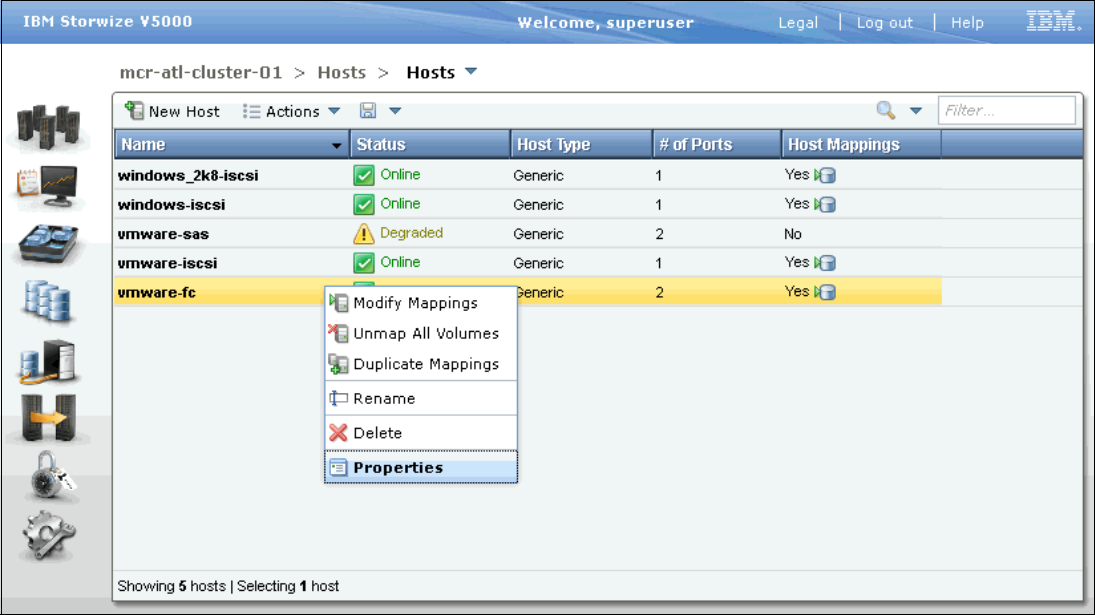 IBM Storwize V5000 Welcome, superuser Legal | Log out | Help IBM.
mcr-atl-cluster-01 > Hosts > Hosts
New Host Actions Filter...
Name Status Host Type # of Ports Host Mappings
windows_2k8-iscsi Online Generic 1 Yes
windows-iscsi Online Generic 1 Yes
vmware-sas Degraded Generic 2 No
vmware-iscsi Online Generic 1 Yes
vmware-fc Generic 2 Yes
Modify Mappings
Unmap All Volumes
Duplicate Mappings
Rename
Delete
Properties
Showing 5 hosts | Selecting 1 host